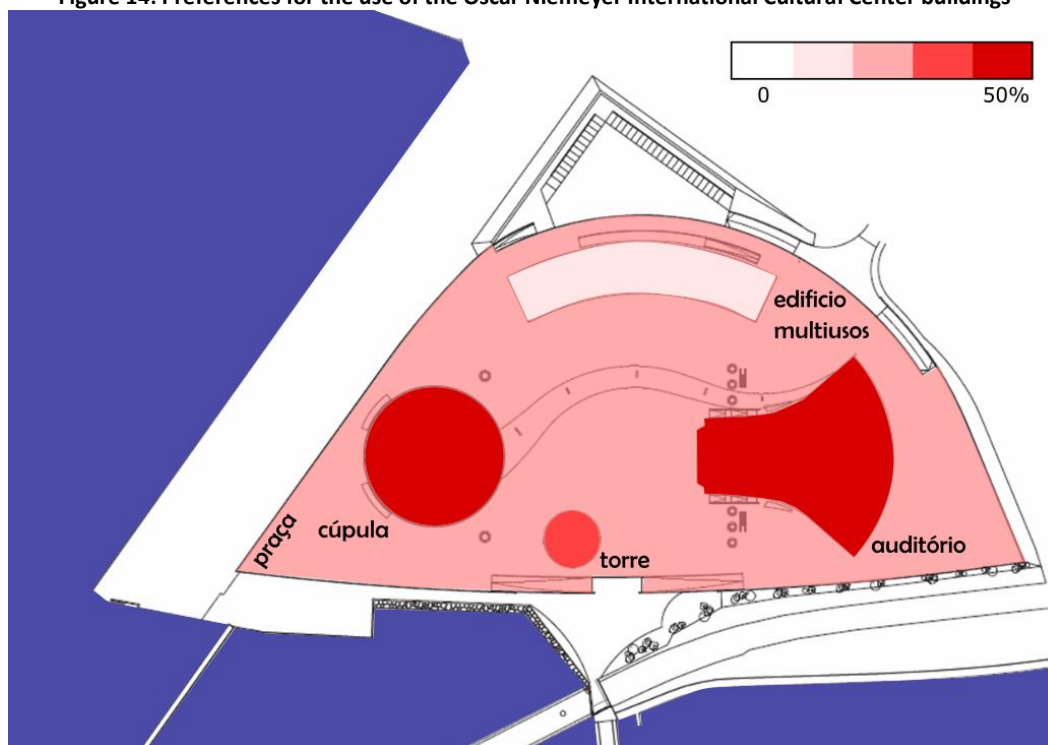 Figure 14: Preferences for the use of the Oscar Niemeyer International Cultural Center buildings
0 50%
edificio
multiusos
praça
cúpula
torre
auditório